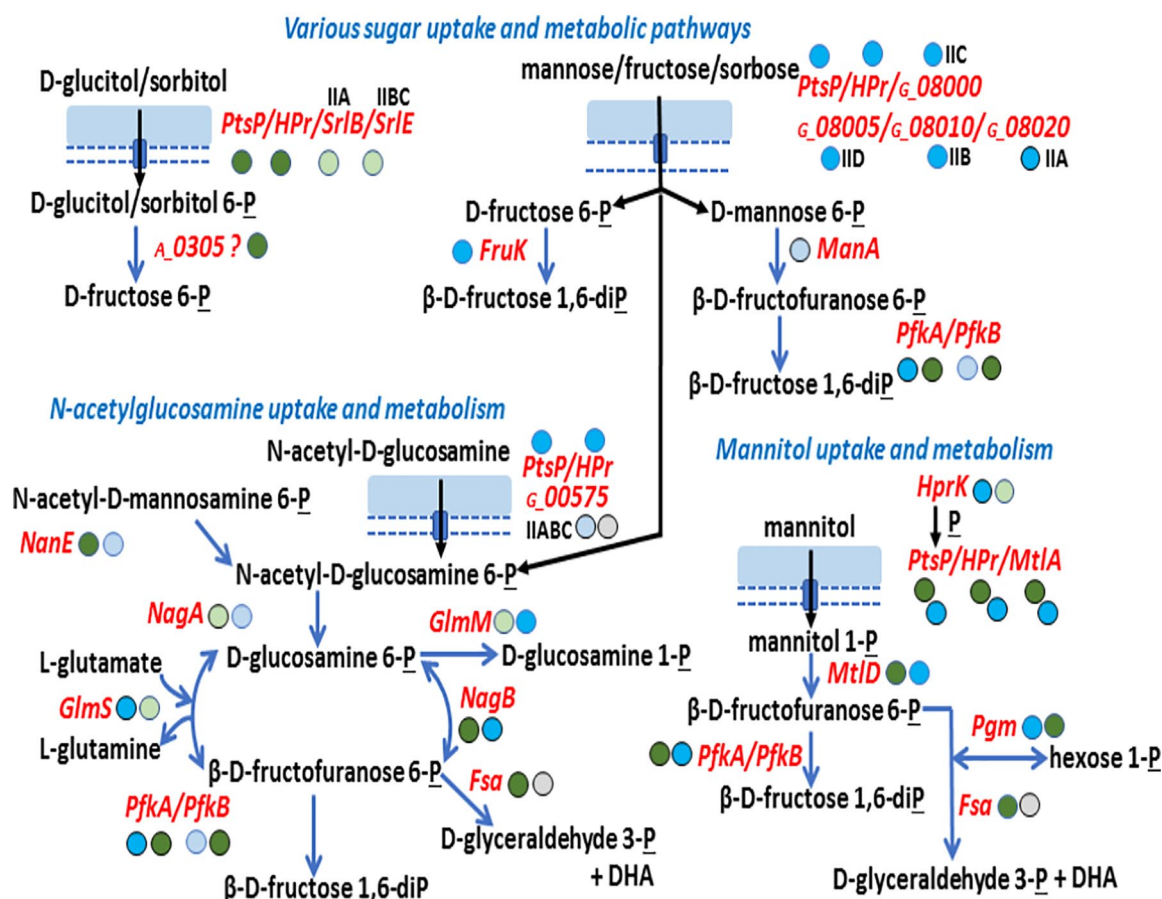 Various sugar uptake and metabolic pathways
D-glucitol/sorbitol
IIA IIBC
PtsP/HPr/SrlB/SrlE
D-glucitol/sorbitol 6-P
A_0305 ?
D-fructose 6-P
mannose/fructose/sorbose
IIC
PtsP/HPr/G_08000
G_08005/G_08010/G_08020
IID IIB IIA
D-fructose 6-P
D-mannose 6-P
FruK
ManA
β-D-fructose 1,6-diP
β-D-fructofuranose 6-P
PfkA/PfkB
β-D-fructose 1,6-diP
N-acetylglucosamine uptake and metabolism
N-acetyl-D-glucosamine
PtsP/HPr
G_00575
IIABC
N-acetyl-D-mannosamine 6-P
NanE
N-acetyl-D-glucosamine 6-P
NagA
GlmM
L-glutamate
D-glucosamine 6-P
D-glucosamine 1-P
GlmS
NagB
L-glutamine
β-D-fructofuranose 6-P
Fsa
PfkA/PfkB
D-glyceraldehyde 3-P
+ DHA
β-D-fructose 1,6-diP
Mannitol uptake and metabolism
HprK
P
mannitol
PtsP/HPr/MtlA
mannitol 1-P
MtlD
β-D-fructofuranose 6-P
Pgm
PfkA/PfkB
hexose 1-P
β-D-fructose 1,6-diP
Fsa
D-glyceraldehyde 3-P + DHA